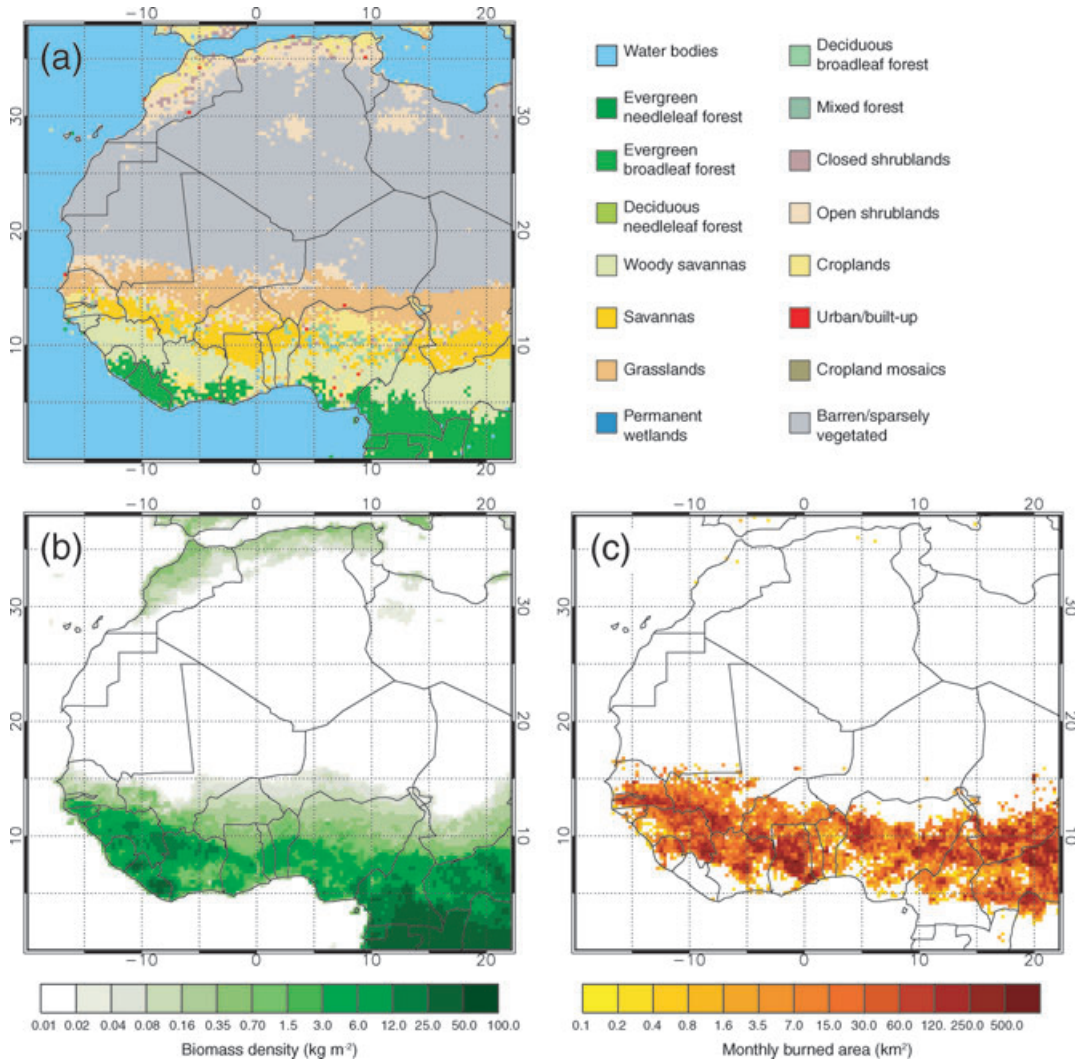 −10 0 10 20
(a)
30
20
10
30
20
10
−10 0 10 20
Water bodies
Evergreen
needleleaf forest
Evergreen
broadleaf forest
Deciduous
needleleaf forest
Woody savannas
Savannas
Grasslands
Permanent
wetlands
Deciduous
broadleaf forest
Mixed forest
Closed shrublands
Open shrublands
Croplands
Urban/built-up
Cropland mosaics
Barren/sparsely
vegetated
−10 0 10 20
(b)
30
20
10
30
20
10
−10 0 10 20
0.01 0.02 0.04 0.08 0.16 0.35 0.70 1.5 3.0 6.0 12.0 25.0 50.0 100.0
Biomass density (kg m⁻²)
−10 0 10 20
(c)
30
20
10
30
20
10
−10 0 10 20
0.1 0.2 0.4 0.8 1.6 3.5 7.0 15.0 30.0 60.0 120. 250.0 500.0
Monthly burned area (km²)